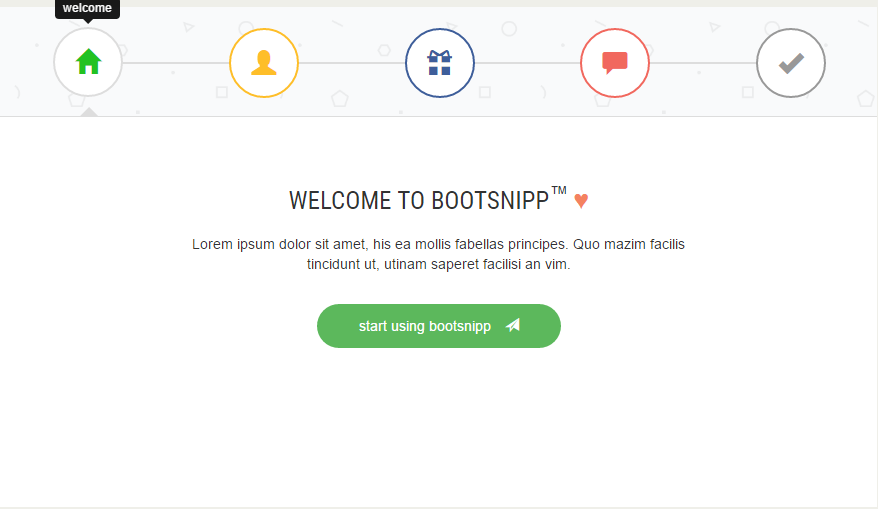 welcome
WELCOME TO BOOTSNIPP™ ♥
Lorem ipsum dolor sit amet, his ea mollis fabellas principes. Quo mazim facilis
tincidunt ut, utinam saperet facilisi an vim.
start using bootsnipp